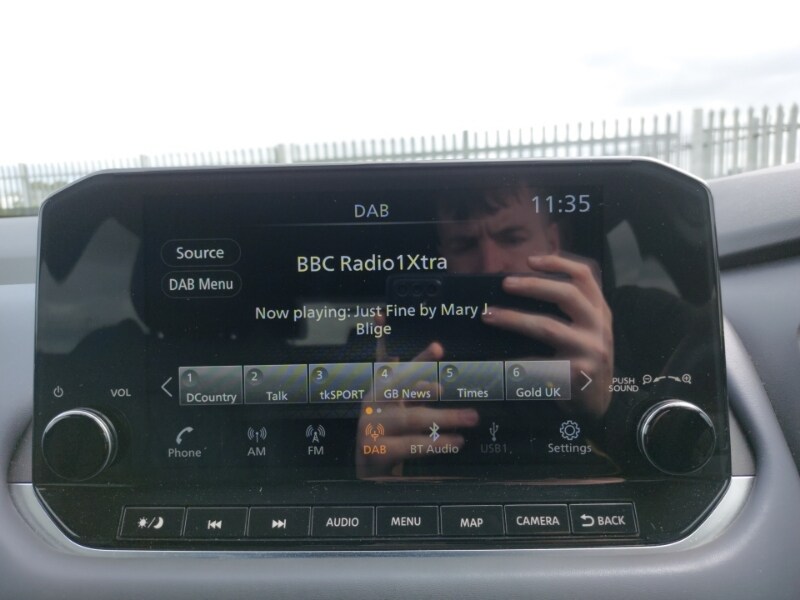 DAB
11:35
Source
BBC Radio1Xtra
DAB Menu
Now playing: Just Fine by Mary J.
Blige
1 DCountry
2 Talk
3 tkSPORT
4 GB News
5 Times
6 Gold UK
PUSH
SOUND
VOL
Phone
AM
FM
DAB
BT Audio
USB1
Settings
AUDIO
MENU
MAP
CAMERA
BACK